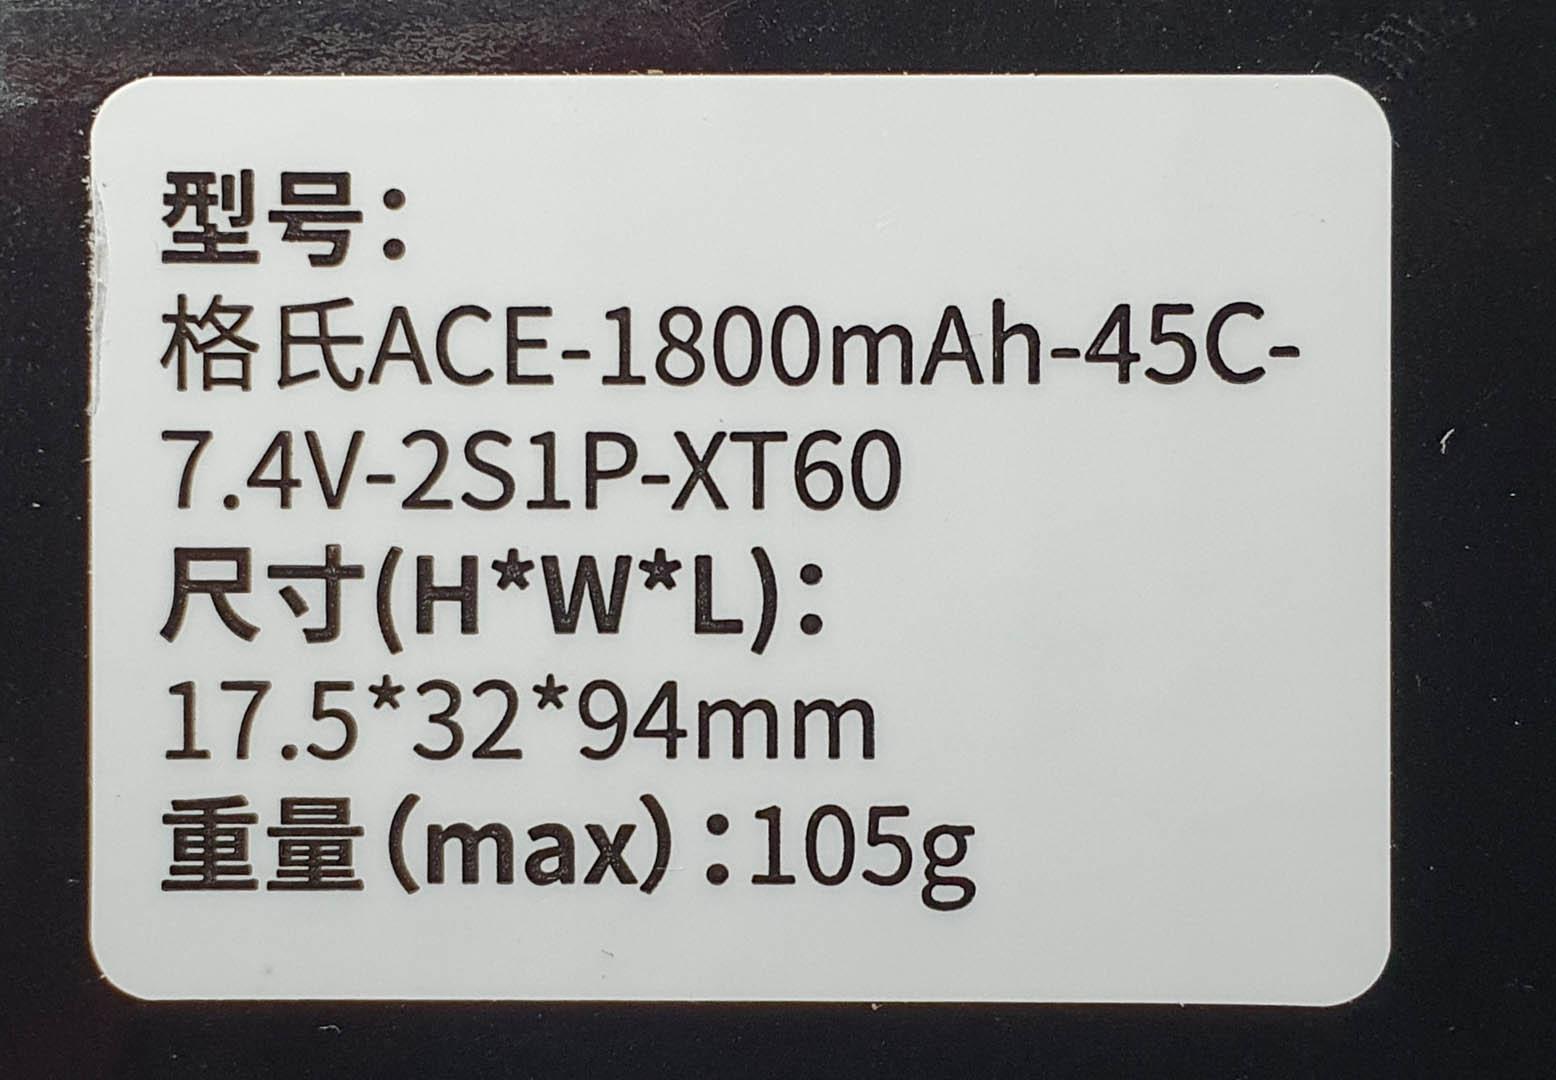 型号：
格氏ACE-1800mAh-45C-
7.4V-2S1P-XT60
尺寸(H*W*L)：
17.5*32*94mm
重量（max）：105g